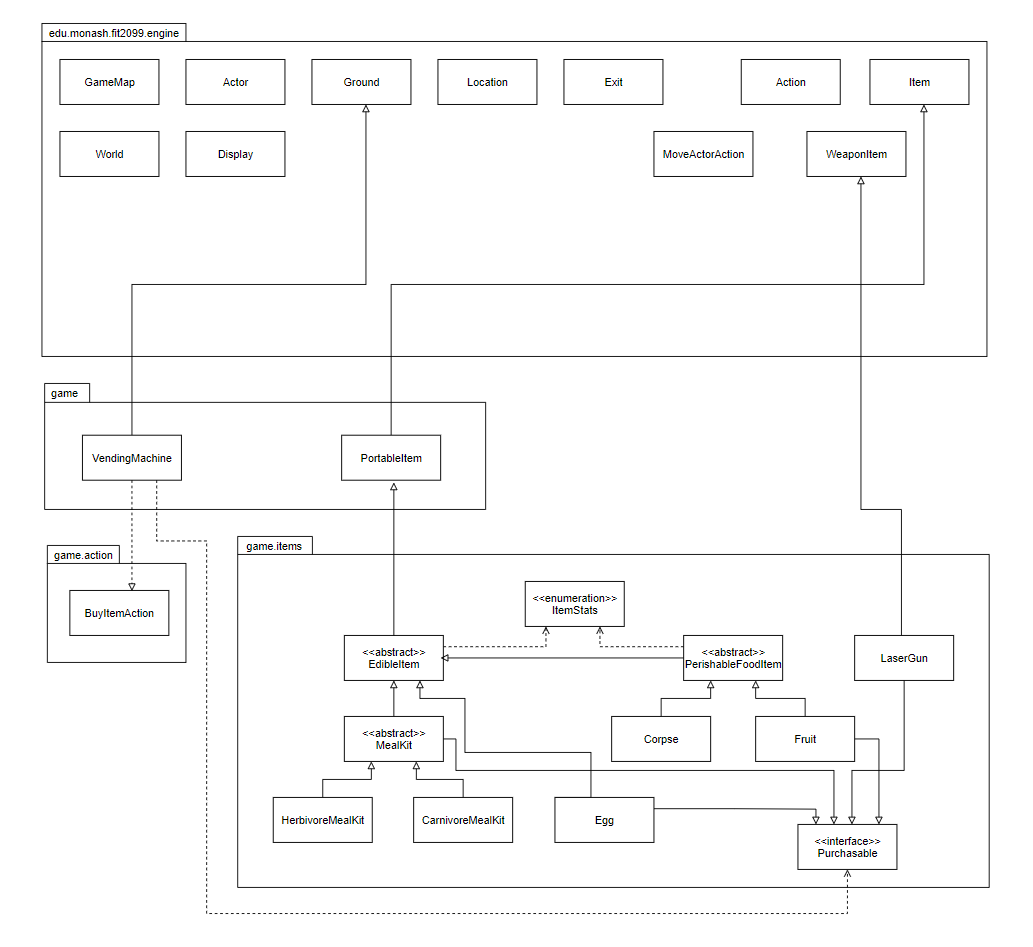 edu.monash.fit2099.engine
GameMap
Actor
Ground
Location
Exit
Action
Item
World
Display
MoveActorAction
WeaponItem
game
VendingMachine
PortableItem
game.action
BuyItemAction
game.items
<<enumeration>>
ItemStats
<<abstract>>
EdibleItem
<<abstract>>
PerishableFoodItem
LaserGun
<<abstract>>
MealKit
Corpse
Fruit
HerbivoreMealKit
CarnivoreMealKit
Egg
<<interface>>
Purchasable